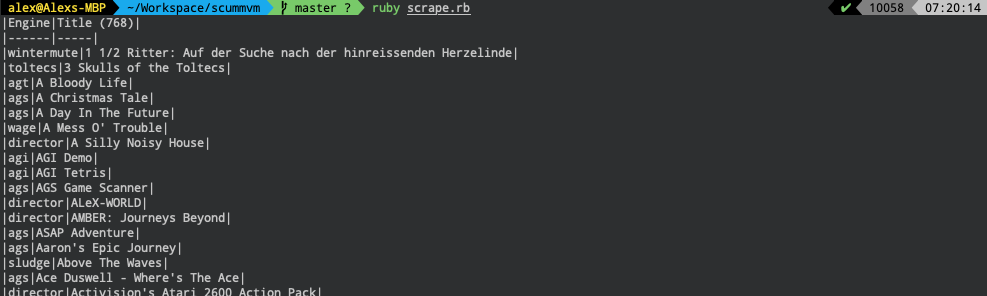 alex@Alexs-MBP ~/Workspace/scummvm master ? ruby scrape.rb ✔ 10058 07:20:14
|Engine|Title (768)|
|------|-----|
|wintermute|1 1/2 Ritter: Auf der Suche nach der hinreissenden Herzelinde|
|toltecs|3 Skulls of the Toltecs|
|agt|A Bloody Life|
|ags|A Christmas Tale|
|ags|A Day In The Future|
|wage|A Mess O' Trouble|
|director|A Silly Noisy House|
|agi|AGI Demo|
|agi|AGI Tetris|
|ags|AGS Game Scanner|
|director|ALeX-WORLD|
|director|AMBER: Journeys Beyond|
|ags|ASAP Adventure|
|ags|Aaron's Epic Journey|
|sludge|Above The Waves|
|ags|Ace Duswell - Where's The Ace|
|director|Activision's Atari 2600 Action Pack|